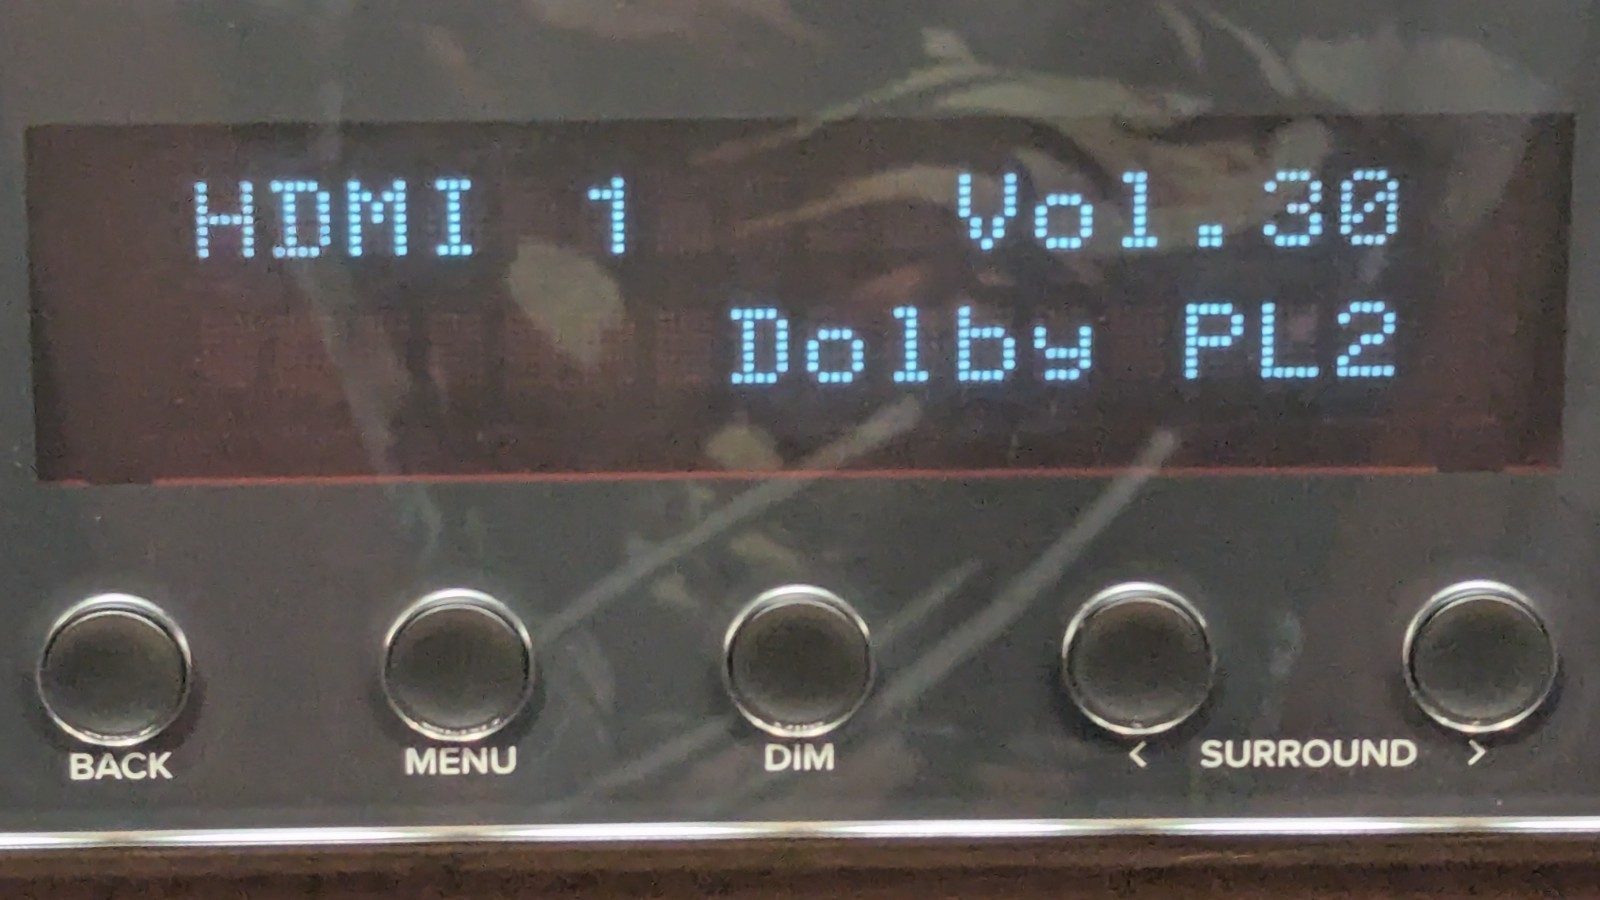 HDMI 1 Vol.30
Dolby PL2
BACK MENU DIM < SURROUND >